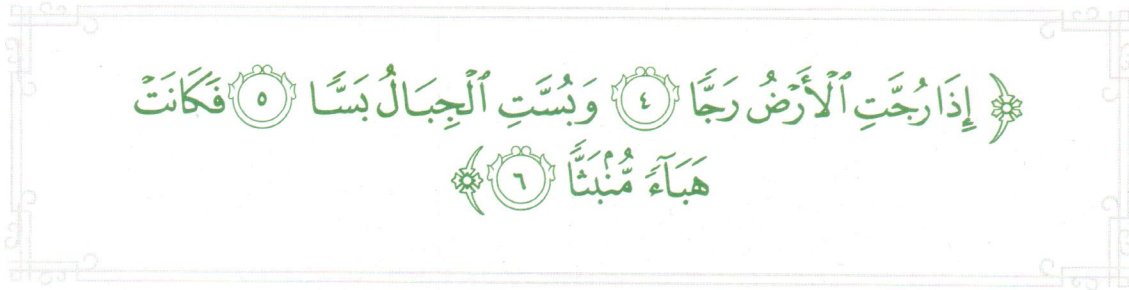 ﴿ إِذَا رُجَّتِ ٱلْأَرْضُ رَجًّا ٤ وَبُسَّتِ ٱلْجِبَالُ بَسًّا ٥ فَكَانَتْ
هَبَآءً مُّنۢبَثًّا ٦ ﴾